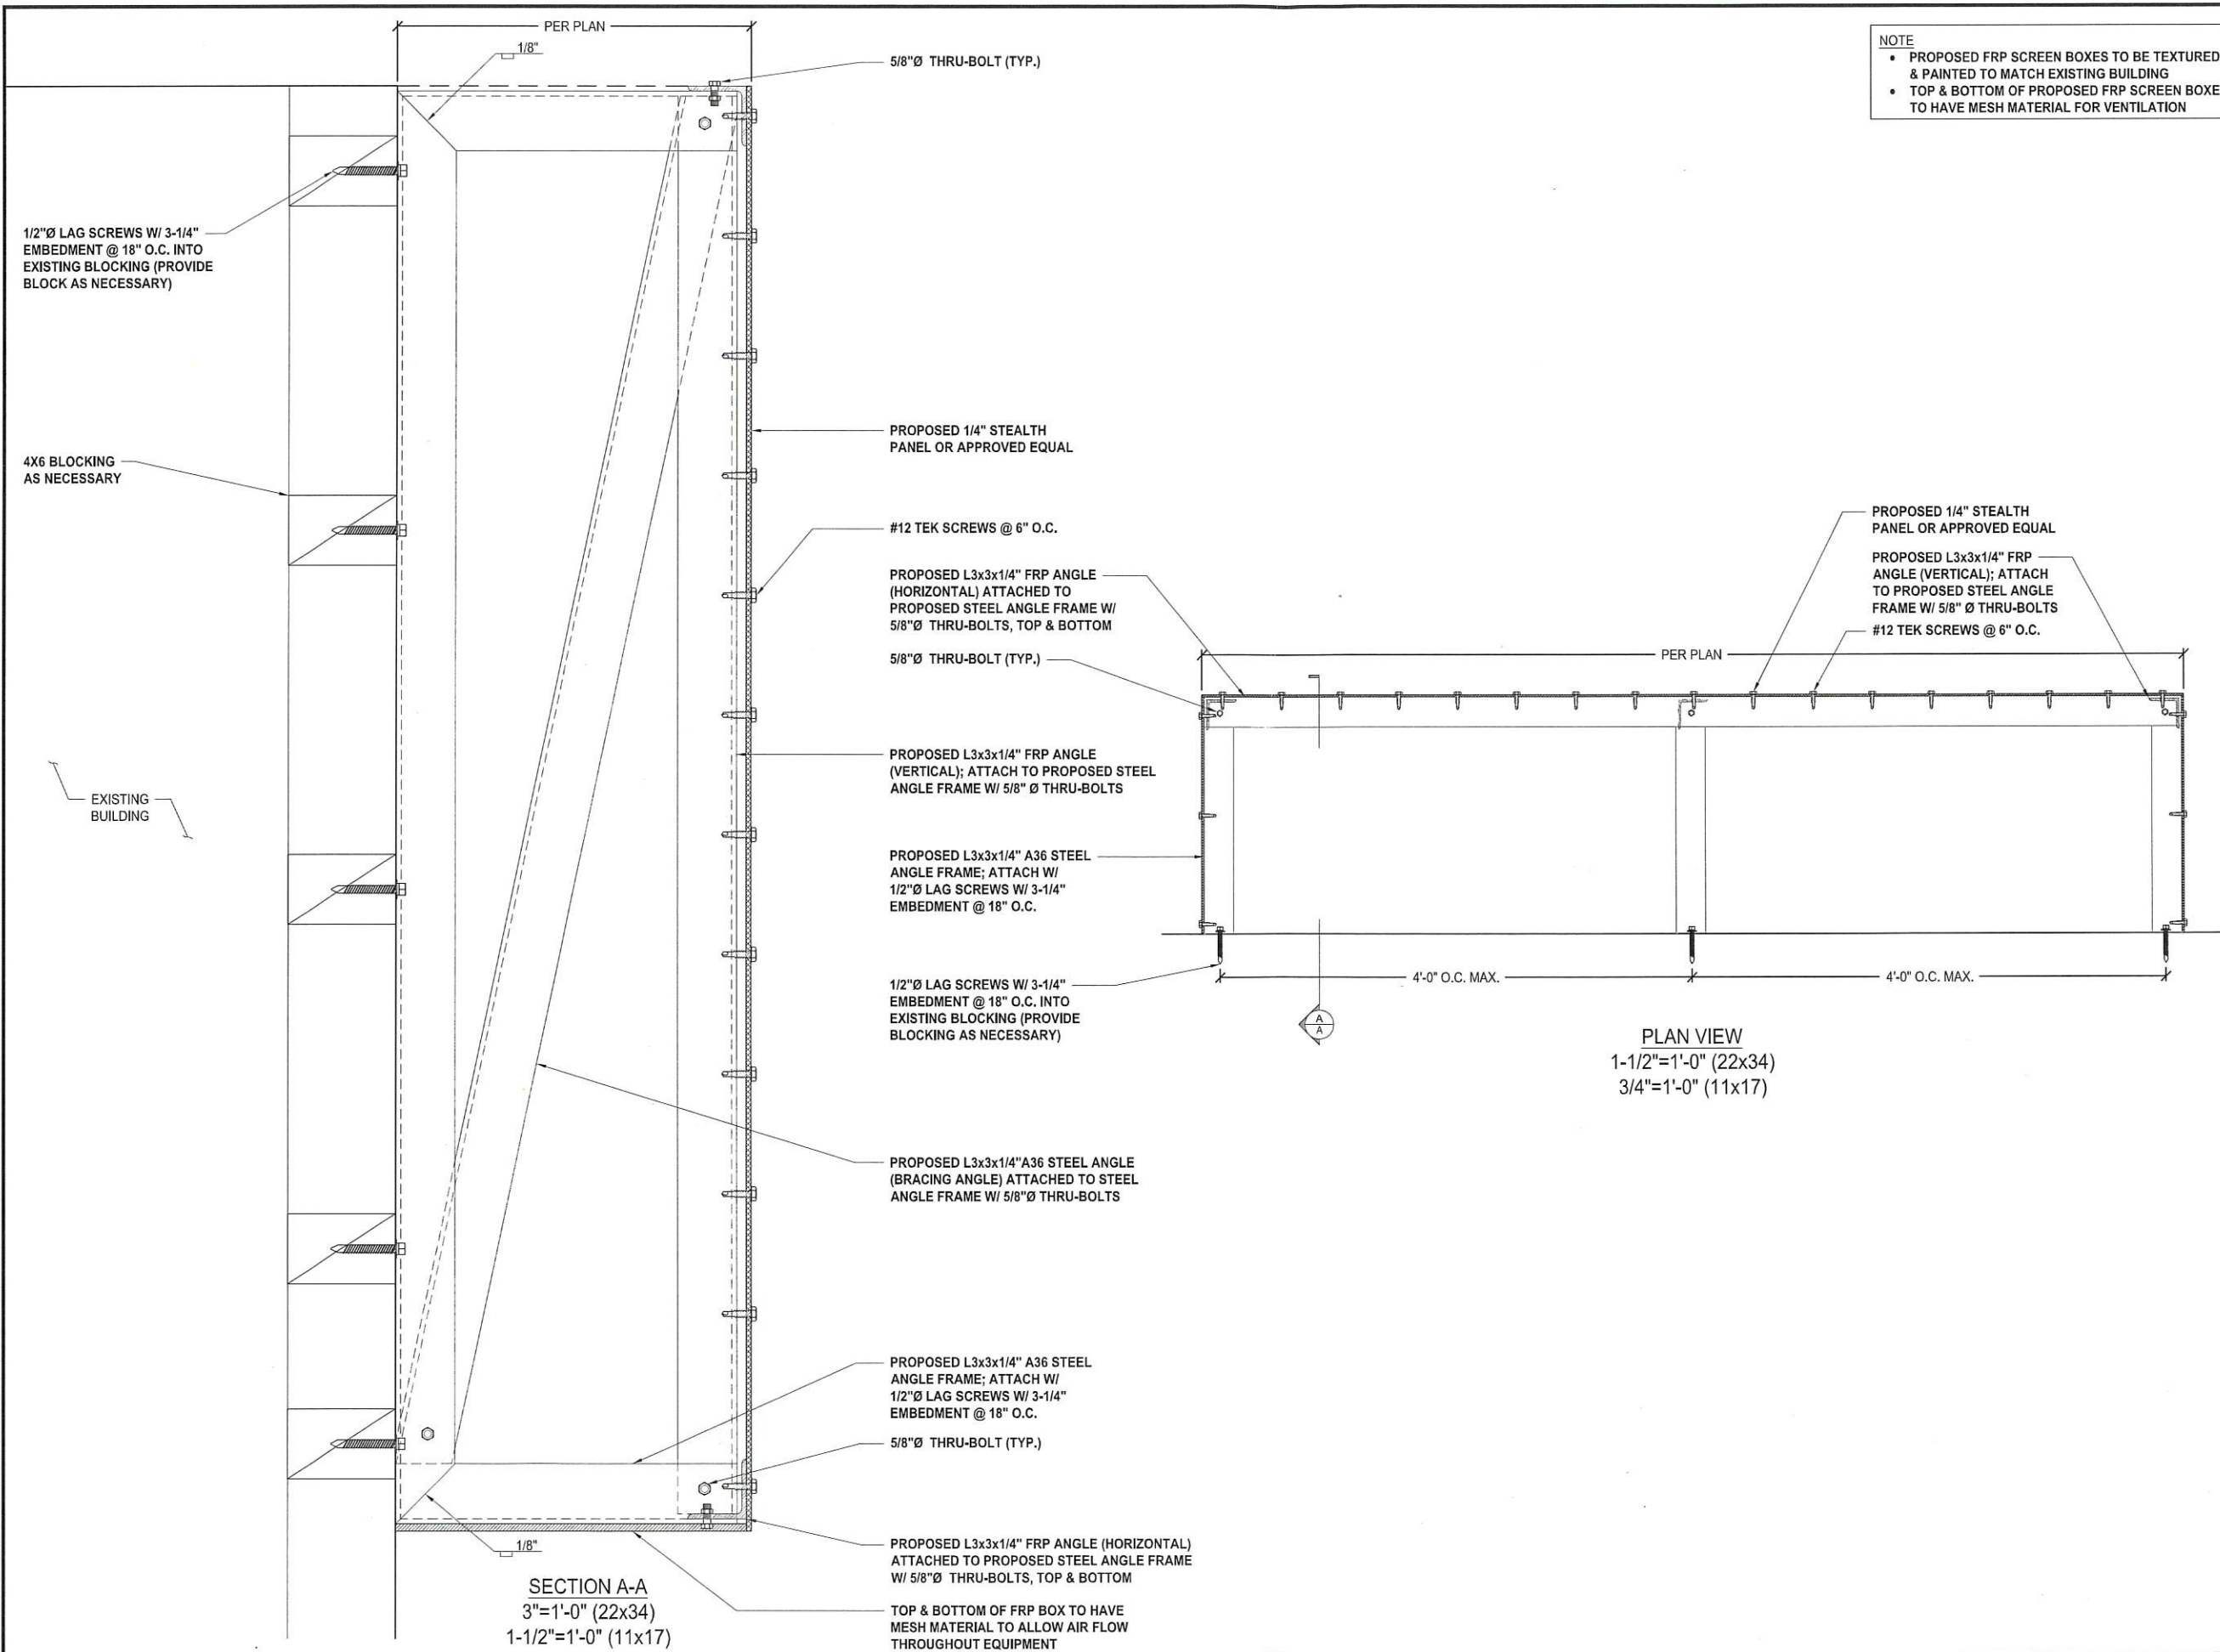 PER PLAN
1/8"
5/8"Ø THRU-BOLT (TYP.)
NOTE
• PROPOSED FRP SCREEN BOXES TO BE TEXTURED
& PAINTED TO MATCH EXISTING BUILDING
• TOP & BOTTOM OF PROPOSED FRP SCREEN BOXE
TO HAVE MESH MATERIAL FOR VENTILATION
1/2"Ø LAG SCREWS W/ 3-1/4"
EMBEDMENT @ 18" O.C. INTO
EXISTING BLOCKING (PROVIDE
BLOCK AS NECESSARY)
4X6 BLOCKING
AS NECESSARY
EXISTING
BUILDING
PROPOSED 1/4" STEALTH
PANEL OR APPROVED EQUAL
#12 TEK SCREWS @ 6" O.C.
PROPOSED L3x3x1/4" FRP ANGLE
(HORIZONTAL) ATTACHED TO
PROPOSED STEEL ANGLE FRAME W/
5/8"Ø THRU-BOLTS, TOP & BOTTOM
5/8"Ø THRU-BOLT (TYP.)
PROPOSED L3x3x1/4" FRP ANGLE
(VERTICAL); ATTACH TO PROPOSED STEEL
ANGLE FRAME W/ 5/8" Ø THRU-BOLTS
PROPOSED L3x3x1/4" A36 STEEL
ANGLE FRAME; ATTACH W/
1/2"Ø LAG SCREWS W/ 3-1/4"
EMBEDMENT @ 18" O.C.
1/2"Ø LAG SCREWS W/ 3-1/4"
EMBEDMENT @ 18" O.C. INTO
EXISTING BLOCKING (PROVIDE
BLOCKING AS NECESSARY)
PROPOSED L3x3x1/4"A36 STEEL ANGLE
(BRACING ANGLE) ATTACHED TO STEEL
ANGLE FRAME W/ 5/8"Ø THRU-BOLTS
PROPOSED L3x3x1/4" A36 STEEL
ANGLE FRAME; ATTACH W/
1/2"Ø LAG SCREWS W/ 3-1/4"
EMBEDMENT @ 18" O.C.
5/8"Ø THRU-BOLT (TYP.)
PROPOSED L3x3x1/4" FRP ANGLE (HORIZONTAL)
ATTACHED TO PROPOSED STEEL ANGLE FRAME
W/ 5/8"Ø THRU-BOLTS, TOP & BOTTOM
TOP & BOTTOM OF FRP BOX TO HAVE
MESH MATERIAL TO ALLOW AIR FLOW
THROUGHOUT EQUIPMENT
1/8"
SECTION A-A
3"=1'-0" (22x34)
1-1/2"=1'-0" (11x17)
PROPOSED 1/4" STEALTH
PANEL OR APPROVED EQUAL
PROPOSED L3x3x1/4" FRP
ANGLE (VERTICAL); ATTACH
TO PROPOSED STEEL ANGLE
FRAME W/ 5/8" Ø THRU-BOLTS
#12 TEK SCREWS @ 6" O.C.
PER PLAN
4'-0" O.C. MAX.
4'-0" O.C. MAX.
A
A
PLAN VIEW
1-1/2"=1'-0" (22x34)
3/4"=1'-0" (11x17)